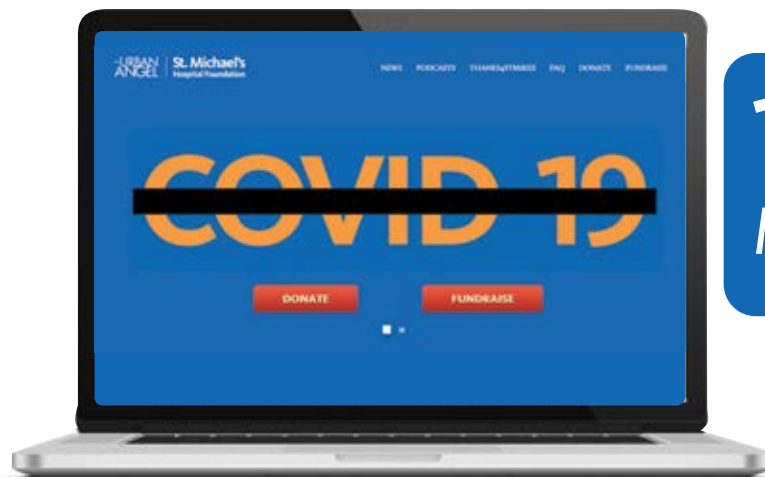 URBAN ANGEL
St. Michael's
Hospital Foundation
NEWS PODCASTS FAQ DONATE FUNDRAISE
COVID 19
DONATE FUNDRAISE